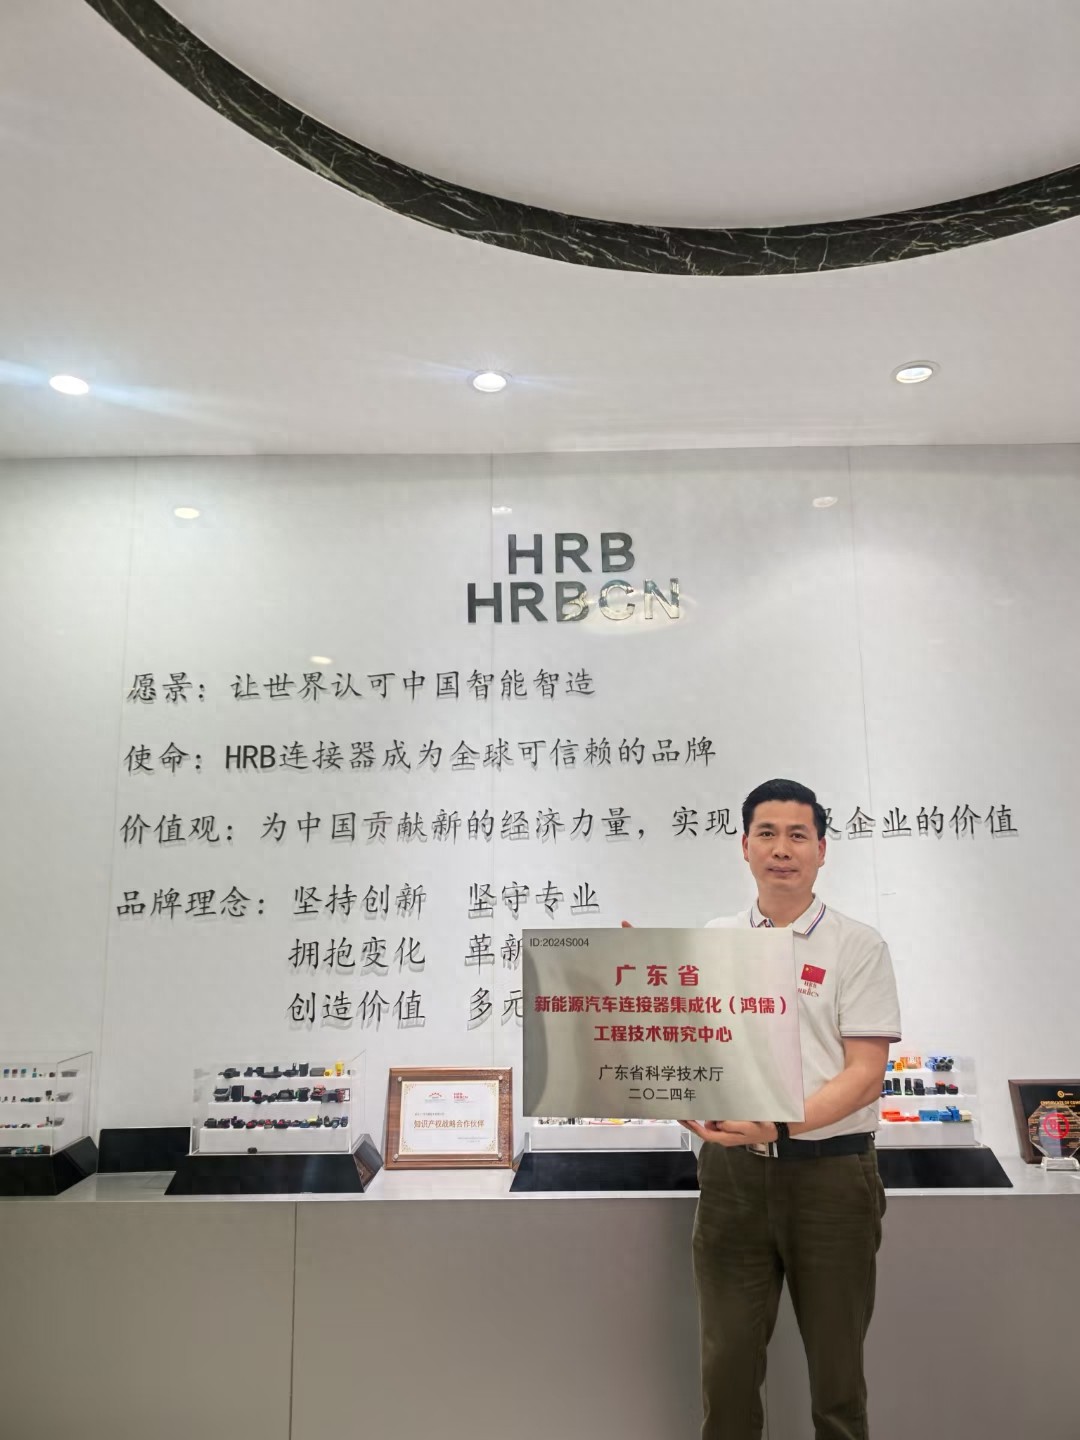 HRB
HRBCN
愿景：让世界认可中国智能智造
使命：HRB连接器成为全球可信赖的品牌
价值观：为中国贡献新的经济力量，实现 及企业的价值
品牌理念：坚持创新 坚守专业
拥抱变化 革新
创造价值 多元
ID:2024S004
广东省
新能源汽车连接器集成化（鸿儒）
工程技术研究中心
广东省科学技术厅
二〇二四年
HRB
HRBCN
HRB
HRBCN
知识产权战略合作伙伴